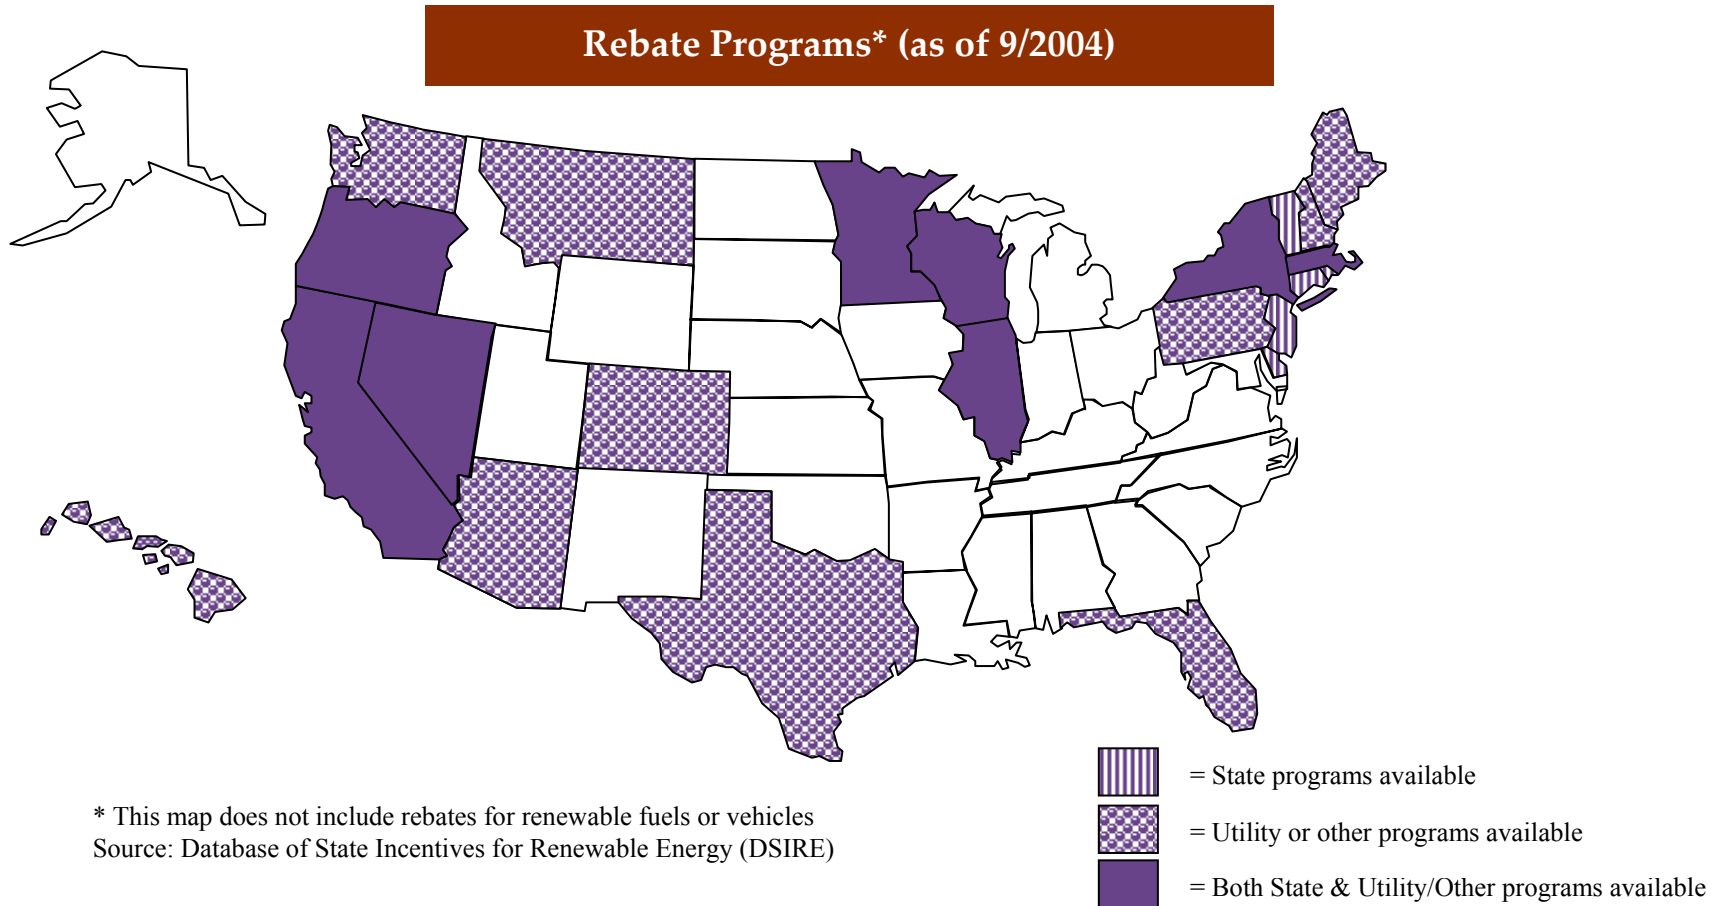 Rebate Programs* (as of 9/2004)
= State programs available
* This map does not include rebates for renewable fuels or vehicles
= Utility or other programs available
Source: Database of State Incentives for Renewable Energy (DSIRE)
= Both State & Utility/Other programs available